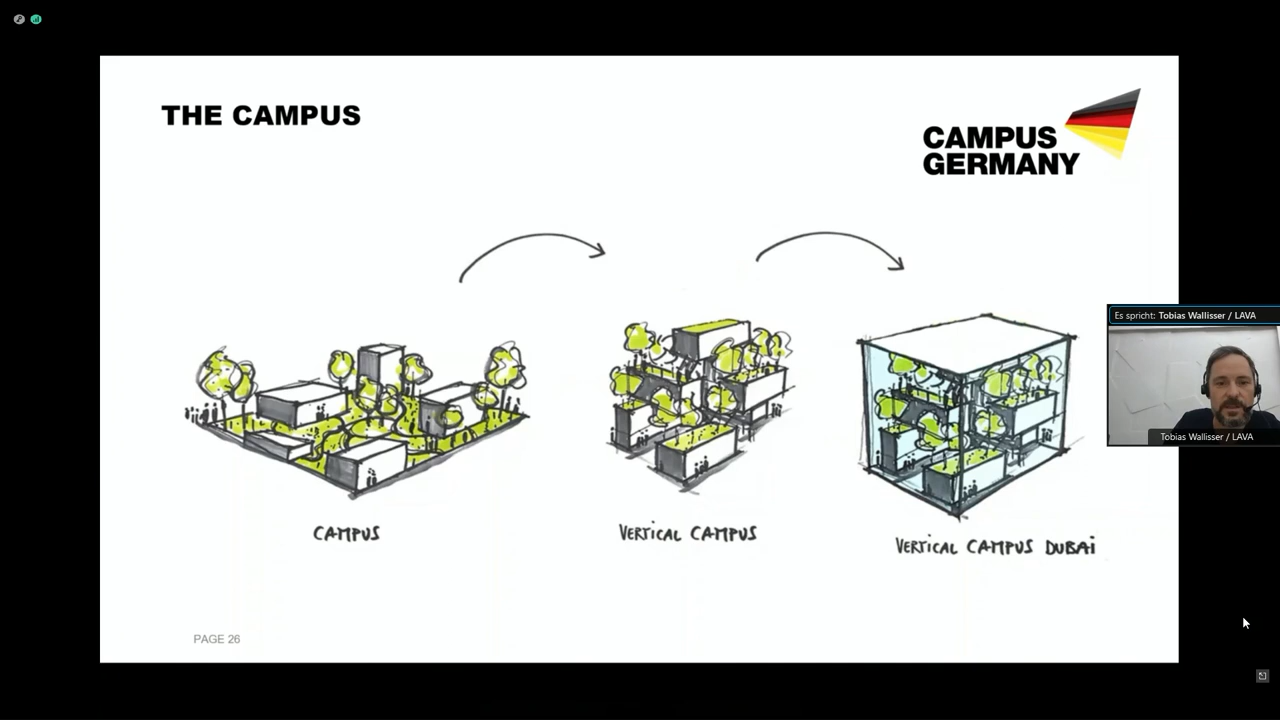 THE CAMPUS
CAMPUS
GERMANY
Es spricht: Tobias Wallisser / LAVA
Tobias Wallisser / LAVA
CAMPUS
VERTICAL CAMPUS
VERTICAL CAMPUS DUBAI
PAGE 26